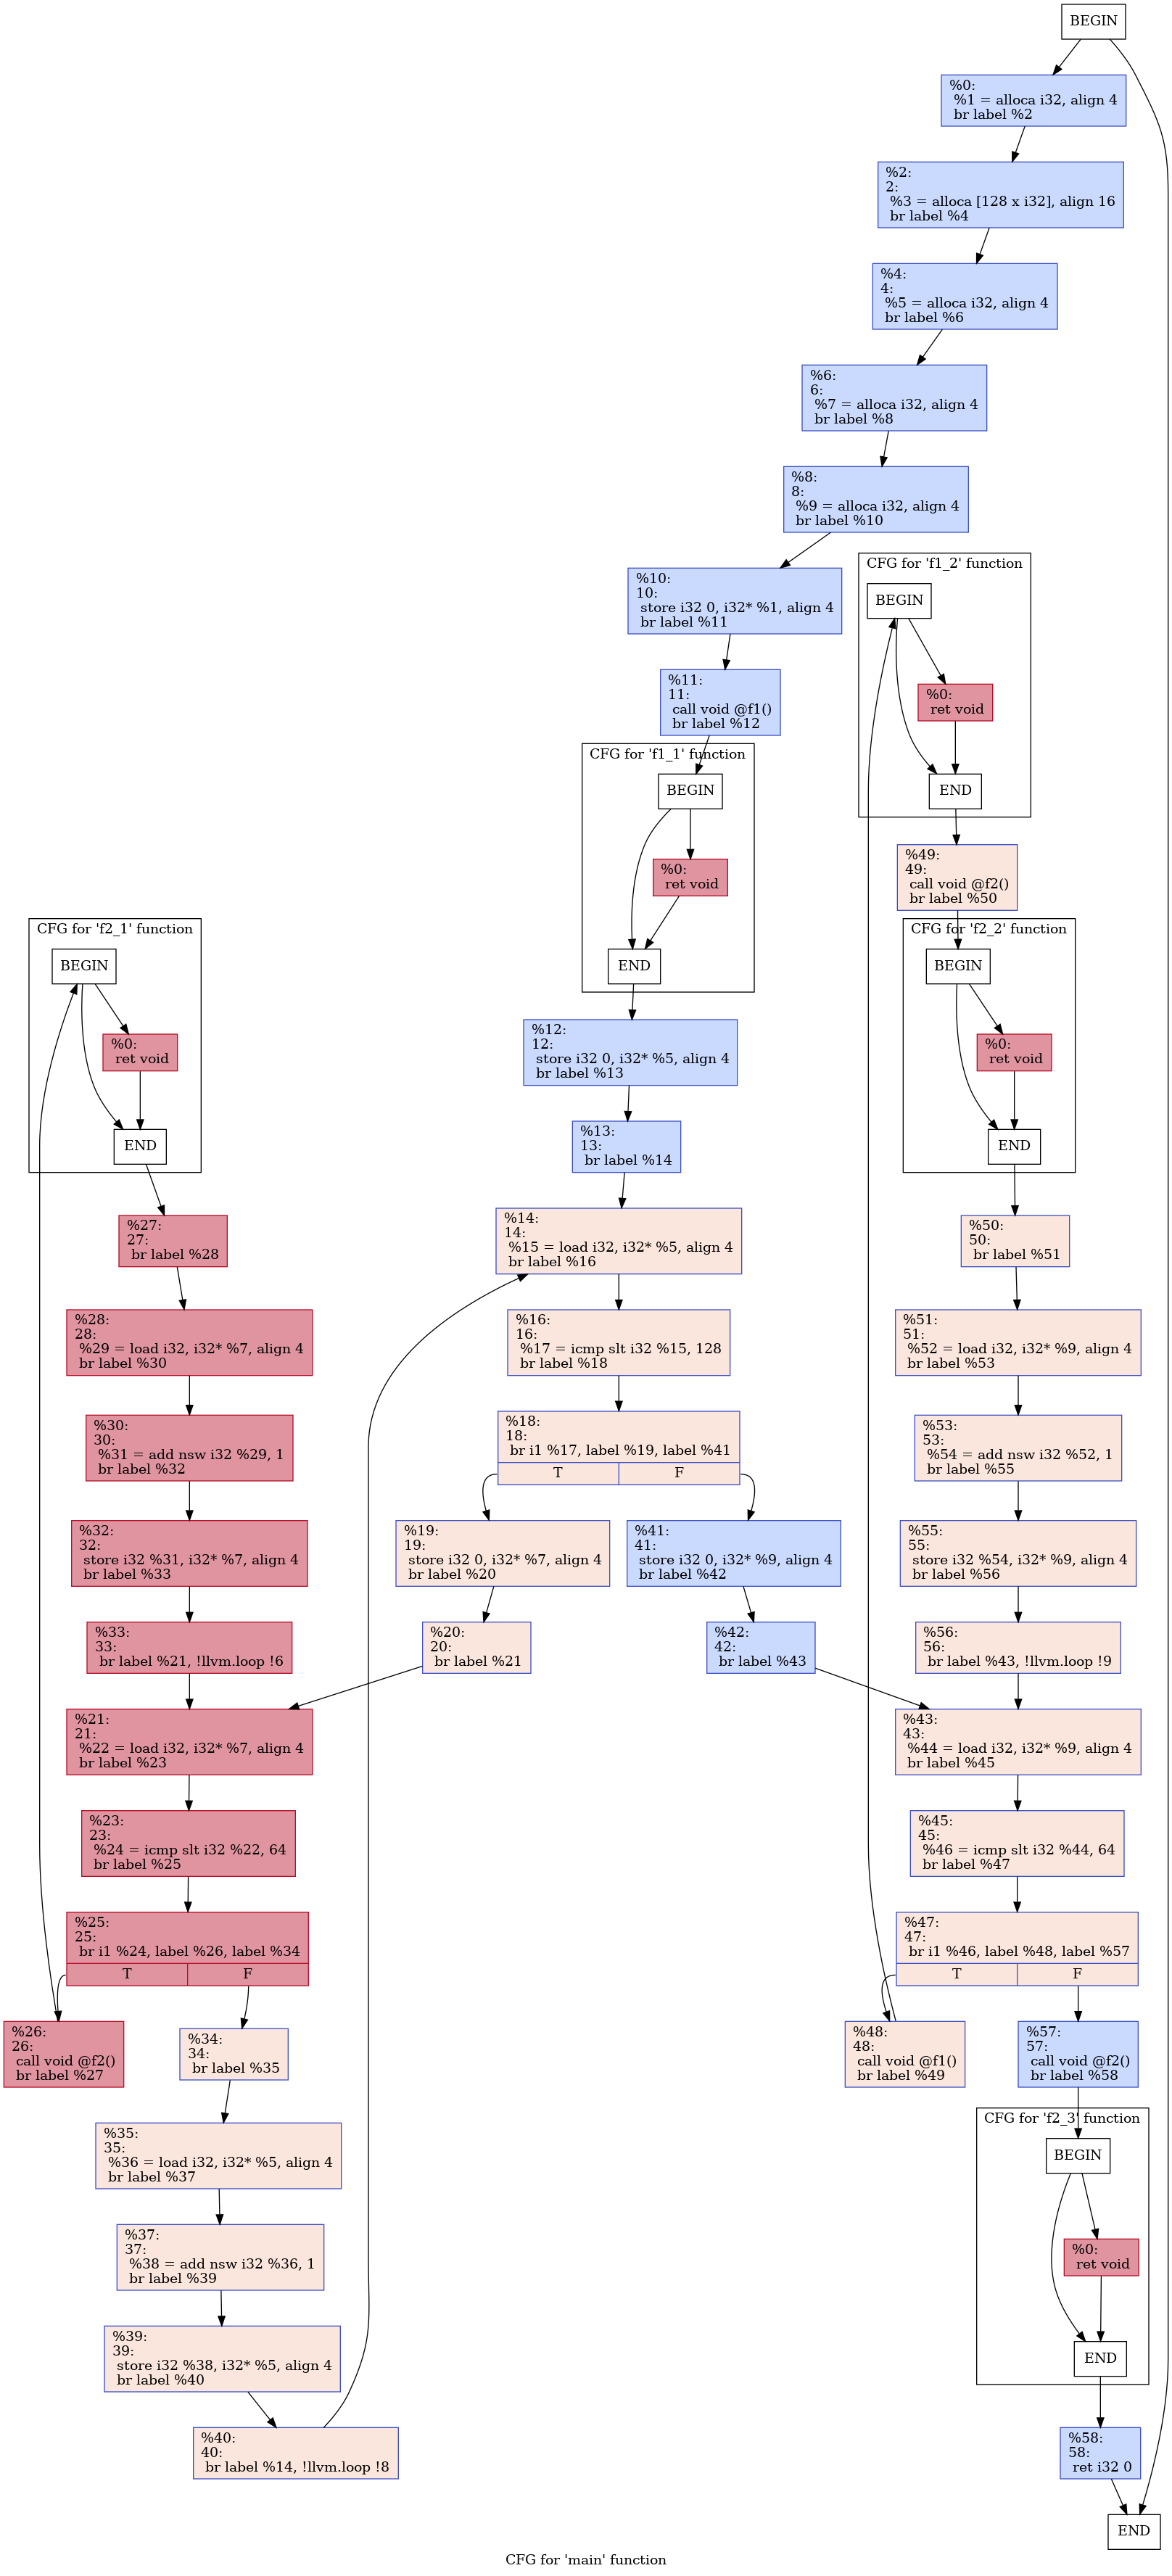 BEGIN
%0:
%1 = alloca i32, align 4
br label %2
%2:
2:
%3 = alloca [128 x i32], align 16
br label %4
%4:
4:
%5 = alloca i32, align 4
br label %6
%6:
6:
%7 = alloca i32, align 4
br label %8
%8:
8:
%9 = alloca i32, align 4
br label %10
%10:
10:
store i32 0, i32* %1, align 4
br label %11
%11:
11:
call void @f1()
br label %12
CFG for 'f1_1' function
BEGIN
%0:
ret void
END
%12:
12:
store i32 0, i32* %5, align 4
br label %13
%13:
13:
br label %14
%14:
14:
%15 = load i32, i32* %5, align 4
br label %16
%16:
16:
%17 = icmp slt i32 %15, 128
br label %18
%18:
18:
br i1 %17, label %19, label %41
T
F
%19:
19:
store i32 0, i32* %7, align 4
br label %20
%20:
20:
br label %21
%21:
21:
%22 = load i32, i32* %7, align 4
br label %23
%23:
23:
%24 = icmp slt i32 %22, 64
br label %25
%25:
25:
br i1 %24, label %26, label %34
T
F
%26:
26:
call void @f2()
br label %27
CFG for 'f2_1' function
BEGIN
%0:
ret void
END
%27:
27:
br label %28
%28:
28:
%29 = load i32, i32* %7, align 4
br label %30
%30:
30:
%31 = add nsw i32 %29, 1
br label %32
%32:
32:
store i32 %31, i32* %7, align 4
br label %33
%33:
33:
br label %21, !llvm.loop !6
%34:
34:
br label %35
%35:
35:
%36 = load i32, i32* %5, align 4
br label %37
%37:
37:
%38 = add nsw i32 %36, 1
br label %39
%39:
39:
store i32 %38, i32* %5, align 4
br label %40
%40:
40:
br label %14, !llvm.loop !8
%41:
41:
store i32 0, i32* %9, align 4
br label %42
%42:
42:
br label %43
%43:
43:
%44 = load i32, i32* %9, align 4
br label %45
%45:
45:
%46 = icmp slt i32 %44, 64
br label %47
%47:
47:
br i1 %46, label %48, label %57
T
F
%48:
48:
call void @f1()
br label %49
CFG for 'f1_2' function
BEGIN
%0:
ret void
END
%49:
49:
call void @f2()
br label %50
CFG for 'f2_2' function
BEGIN
%0:
ret void
END
%50:
50:
br label %51
%51:
51:
%52 = load i32, i32* %9, align 4
br label %53
%53:
53:
%54 = add nsw i32 %52, 1
br label %55
%55:
55:
store i32 %54, i32* %9, align 4
br label %56
%56:
56:
br label %43, !llvm.loop !9
%57:
57:
call void @f2()
br label %58
CFG for 'f2_3' function
BEGIN
%0:
ret void
END
%58:
58:
ret i32 0
END
CFG for 'main' function